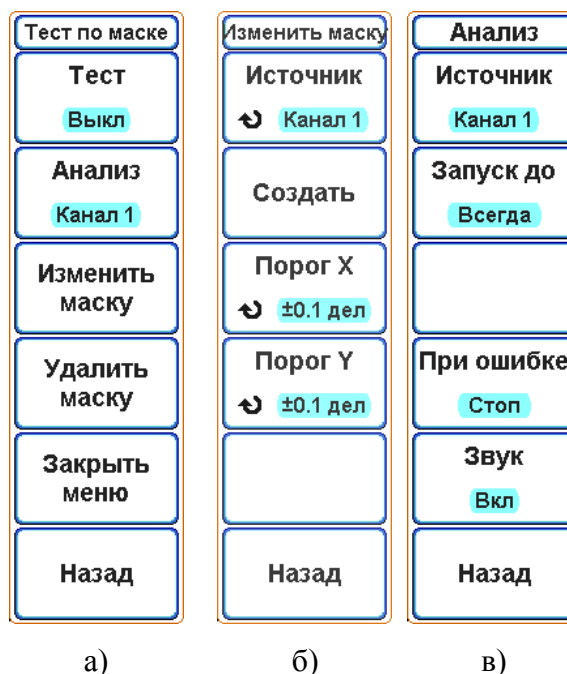 Тест по маске
Тест
Выкл
Анализ
Канал 1
Изменить
маску
Удалить
маску
Закрыть
меню
Назад
а)
Изменить маску
Источник
Канал 1
Создать
Порог X
±0.1 дел
Порог Y
±0.1 дел
Назад
б)
Анализ
Источник
Канал 1
Запуск до
Всегда
При ошибке
Стоп
Звук
Вкл
Назад
в)